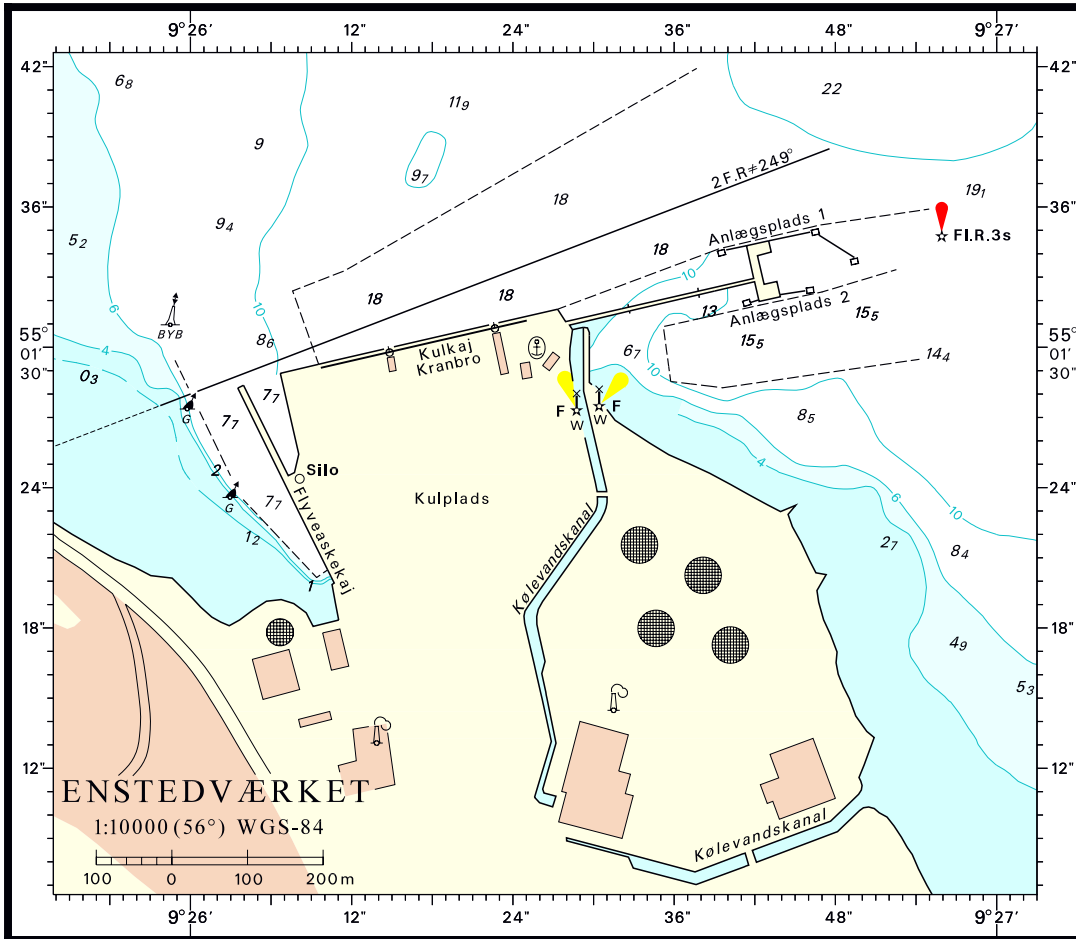 9°26′ 12″ 24″ 36″ 48″ 9°27′
42″ 42″
6₈
11₉
22
9
9₇
2 F.R≠249°
19₁
36″ 36″
18
9₄
Anlægsplads 1
Fl.R.3s
5₂
6
18
10
10
18
18
13
15₅
Anlægsplads 2
BYB
8₆
55° 55°
01′ 01′
30″ 30″
4
Kulkaj
Kranbro
6₇
15₅
14₄
10
0₃
7₇
F F
W W
8₅
G
7₇
4
2
Silo
Kulplads
24″ 24″
6
10
G
7₇
Flyveaskekaj
Kølevandskanal
1₂
2₇
8₄
1
18″ 18″
4₉
5₃
12″ 12″
ENSTEDVÆRKET
1:10000 (56°) WGS-84
Kølevandskanal
100 0 100 200m
9°26′ 12″ 24″ 36″ 48″ 9°27′